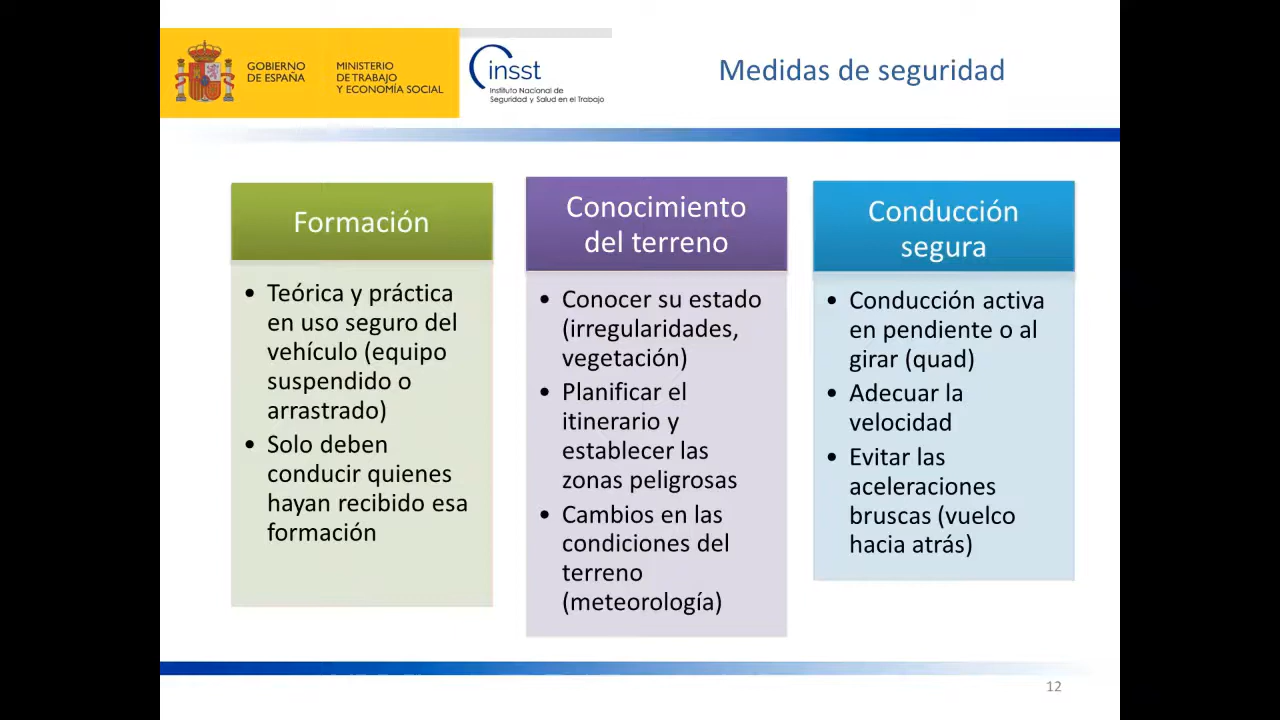 GOBIERNO
DE ESPAÑA
MINISTERIO
DE TRABAJO
Y ECONOMÍA SOCIAL
insst
Instituto Nacional de
Seguridad y Salud en el Trabajo
Medidas de seguridad
Formación
• Teórica y práctica
en uso seguro del
vehículo (equipo
suspendido o
arrastrado)
• Solo deben
conducir quienes
hayan recibido esa
formación
Conocimiento
del terreno
• Conocer su estado
(irregularidades,
vegetación)
• Planificar el
itinerario y
establecer las
zonas peligrosas
• Cambios en las
condiciones del
terreno
(meteorología)
Conducción
segura
• Conducción activa
en pendiente o al
girar (quad)
• Adecuar la
velocidad
• Evitar las
aceleraciones
bruscas (vuelco
hacia atrás)
12